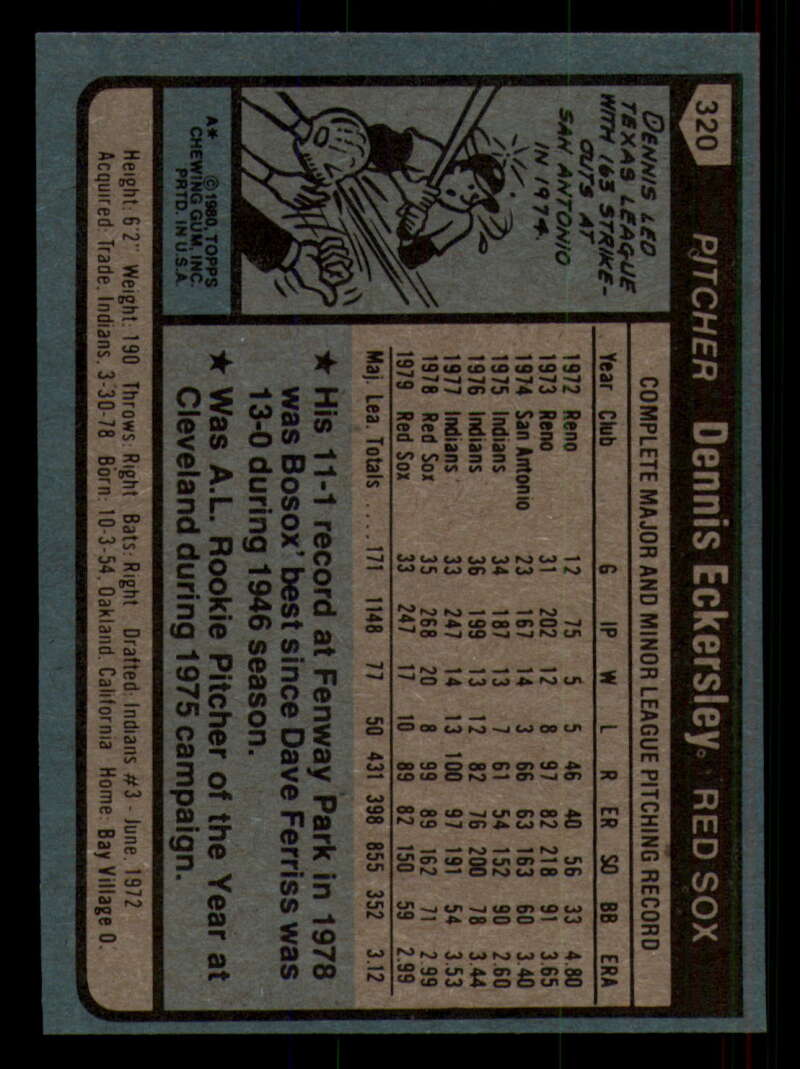 320
PITCHER Dennis Eckersley RED SOX
DENNIS LED
TEXAS LEAGUE
WITH 163 STRIKE-
OUTS AT
SAN ANTONIO
IN 1974.
A* © 1980, TOPPS
CHEWING GUM, INC.
PRTD. IN U.S.A.
COMPLETE MAJOR AND MINOR LEAGUE PITCHING RECORD
Year Club G IP W L R ER SO BB ERA
1972 Reno 12 75 5 5 46 40 56 33 4.80
1973 Reno 31 202 12 8 97 82 218 91 3.65
1974 San Antonio 23 167 14 3 66 63 163 60 3.40
1975 Indians 34 187 13 7 61 54 152 90 2.60
1976 Indians 36 199 13 12 82 76 200 78 3.44
1977 Indians 33 247 14 13 100 97 191 54 3.53
1978 Red Sox 35 268 20 8 99 89 162 71 2.99
1979 Red Sox 33 247 17 10 89 82 150 59 2.99
Maj. Lea. Totals ..... 171 1148 77 50 431 398 855 352 3.12
★ His 11-1 record at Fenway Park in 1978
was Bosox' best since Dave Ferriss was
13-0 during 1946 season.
★ Was A.L. Rookie Pitcher of the Year at
Cleveland during 1975 campaign.
Height: 6'2" Weight: 190 Throws: Right Bats: Right Drafted: Indians #3 - June, 1972
Acquired: Trade, Indians, 3-30-78 Born: 10-3-54, Oakland, California Home: Bay Village O.